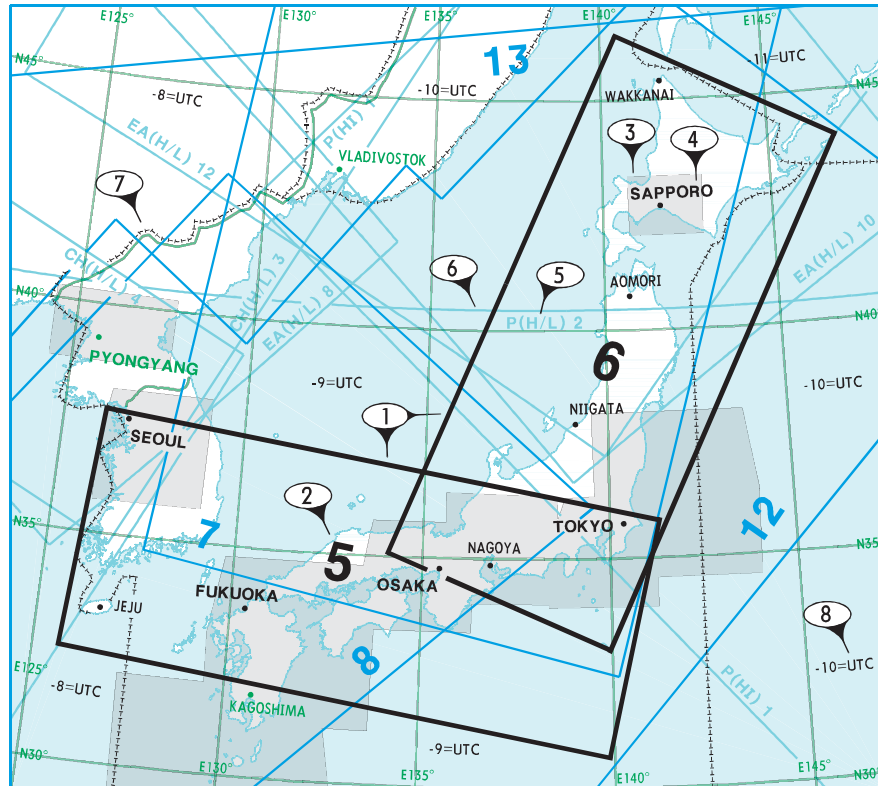 E125°
E130°
E135°
E140°
E145°
N45°
13
-11=UTC
-8=UTC
-10=UTC
WAKKANAI
N45°
P(HI) 1
EA(H/L) 12
VLADIVOSTOK
3
4
7
SAPPORO
EA(H/L) 10
CH(H/L) 4
CH(H/L) 3
EA(H/L) 8
6
5
AOMORI
N40°
P(H/L) 2
N40°
PYONGYANG
6
-9=UTC
-10=UTC
1
NIIGATA
SEOUL
2
TOKYO
12
N35°
7
5
NAGOYA
N35°
OSAKA
FUKUOKA
JEJU
8
8
E125°
-10=UTC
-8=UTC
P(HI) 1
KAGOSHIMA
-9=UTC
N30°
E130°
E135°
E140°
E145°
N30°